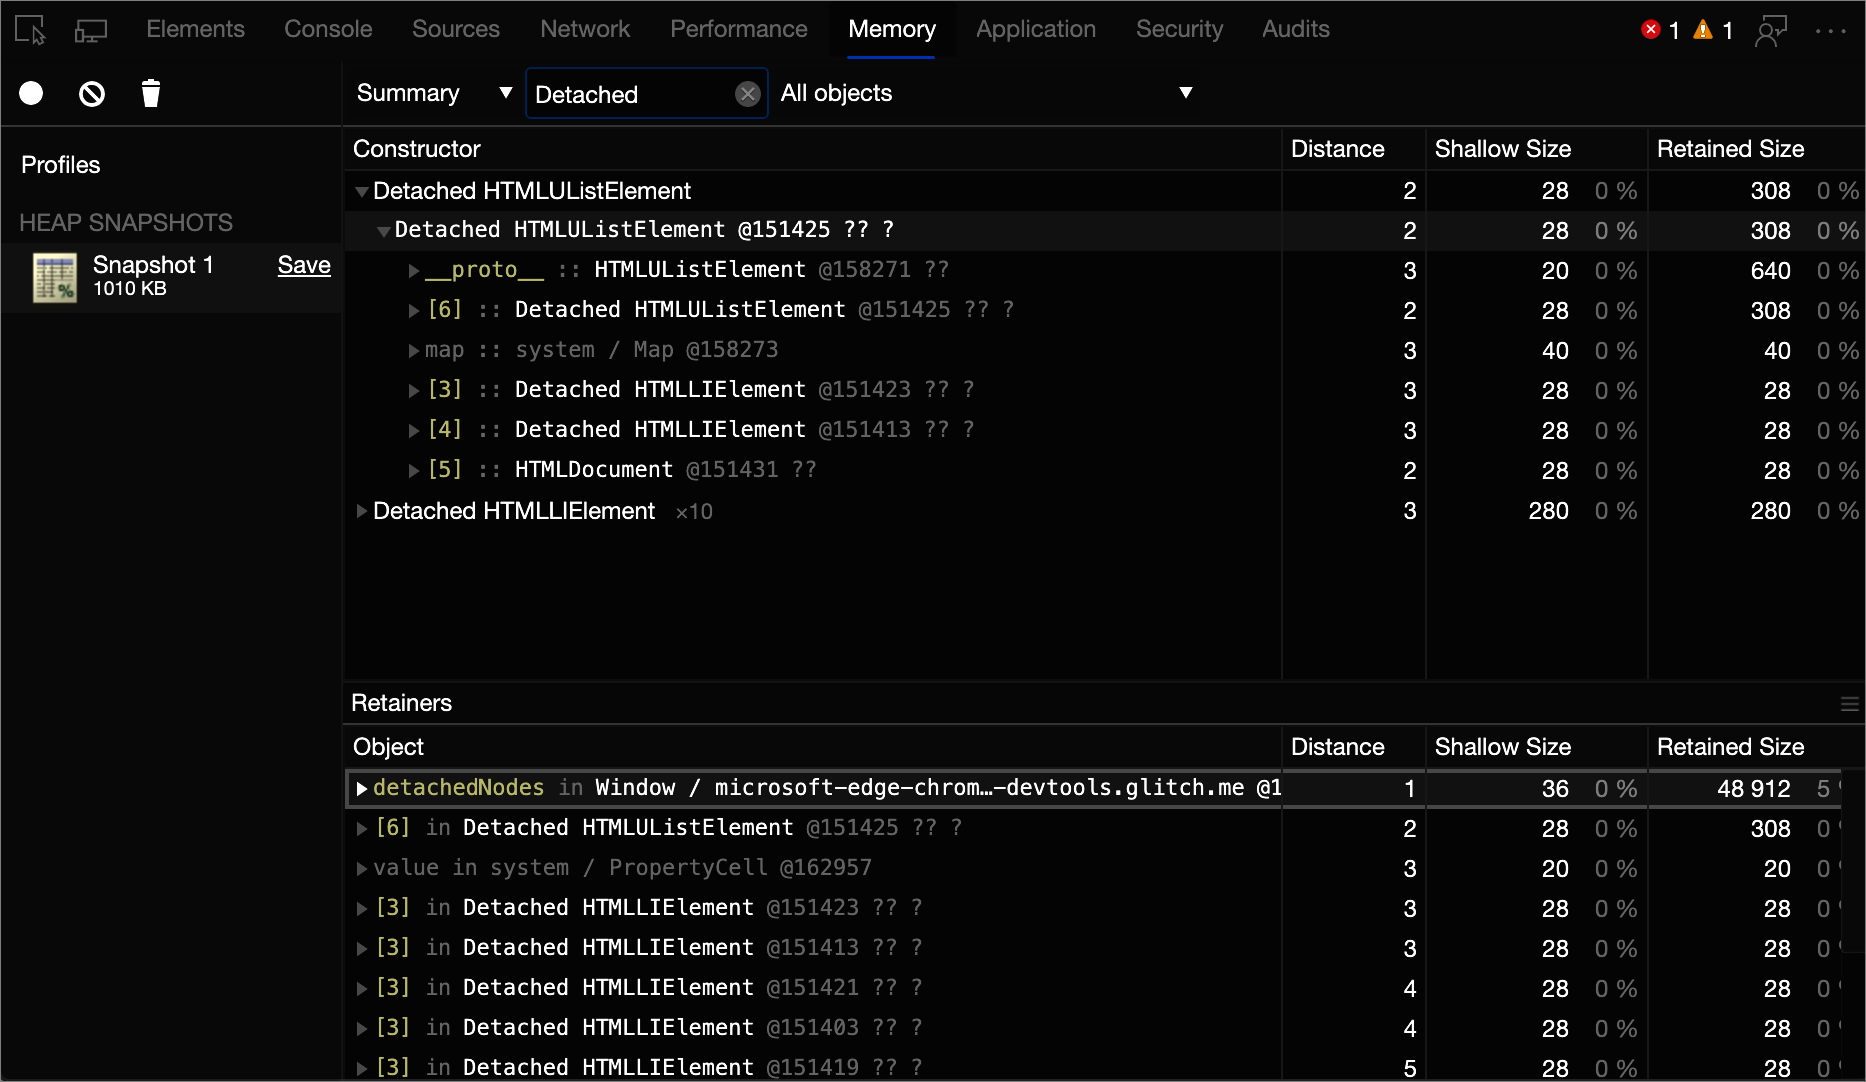 Elements Console Sources Network Performance Memory Application Security Audits 1 1
Summary Detached All objects
Profiles
HEAP SNAPSHOTS
Snapshot 1 Save
1010 KB
Constructor Distance Shallow Size Retained Size
Detached HTMLUListElement 2 28 0 % 308 0 %
Detached HTMLUListElement @151425 ?? ? 2 28 0 % 308 0 %
__proto__ :: HTMLUListElement @158271 ?? 3 20 0 % 640 0 %
[6] :: Detached HTMLUListElement @151425 ?? ? 2 28 0 % 308 0 %
map :: system / Map @158273 3 40 0 % 40 0 %
[3] :: Detached HTMLLIElement @151423 ?? ? 3 28 0 % 28 0 %
[4] :: Detached HTMLLIElement @151413 ?? ? 3 28 0 % 28 0 %
[5] :: HTMLDocument @151431 ?? 2 28 0 % 28 0 %
Detached HTMLLIElement ×10 3 280 0 % 280 0 %
Retainers
Object Distance Shallow Size Retained Size
detachedNodes in Window / microsoft-edge-chrom…-devtools.glitch.me @1 1 36 0 % 48 912 5
[6] in Detached HTMLUListElement @151425 ?? ? 2 28 0 % 308 0
value in system / PropertyCell @162957 3 20 0 % 20 0
[3] in Detached HTMLLIElement @151423 ?? ? 3 28 0 % 28 0
[3] in Detached HTMLLIElement @151413 ?? ? 3 28 0 % 28 0
[3] in Detached HTMLLIElement @151421 ?? ? 4 28 0 % 28 0
[3] in Detached HTMLLIElement @151403 ?? ? 4 28 0 % 28 0
[3] in Detached HTMLLIElement @151419 ?? ? 5 28 0 % 28 0